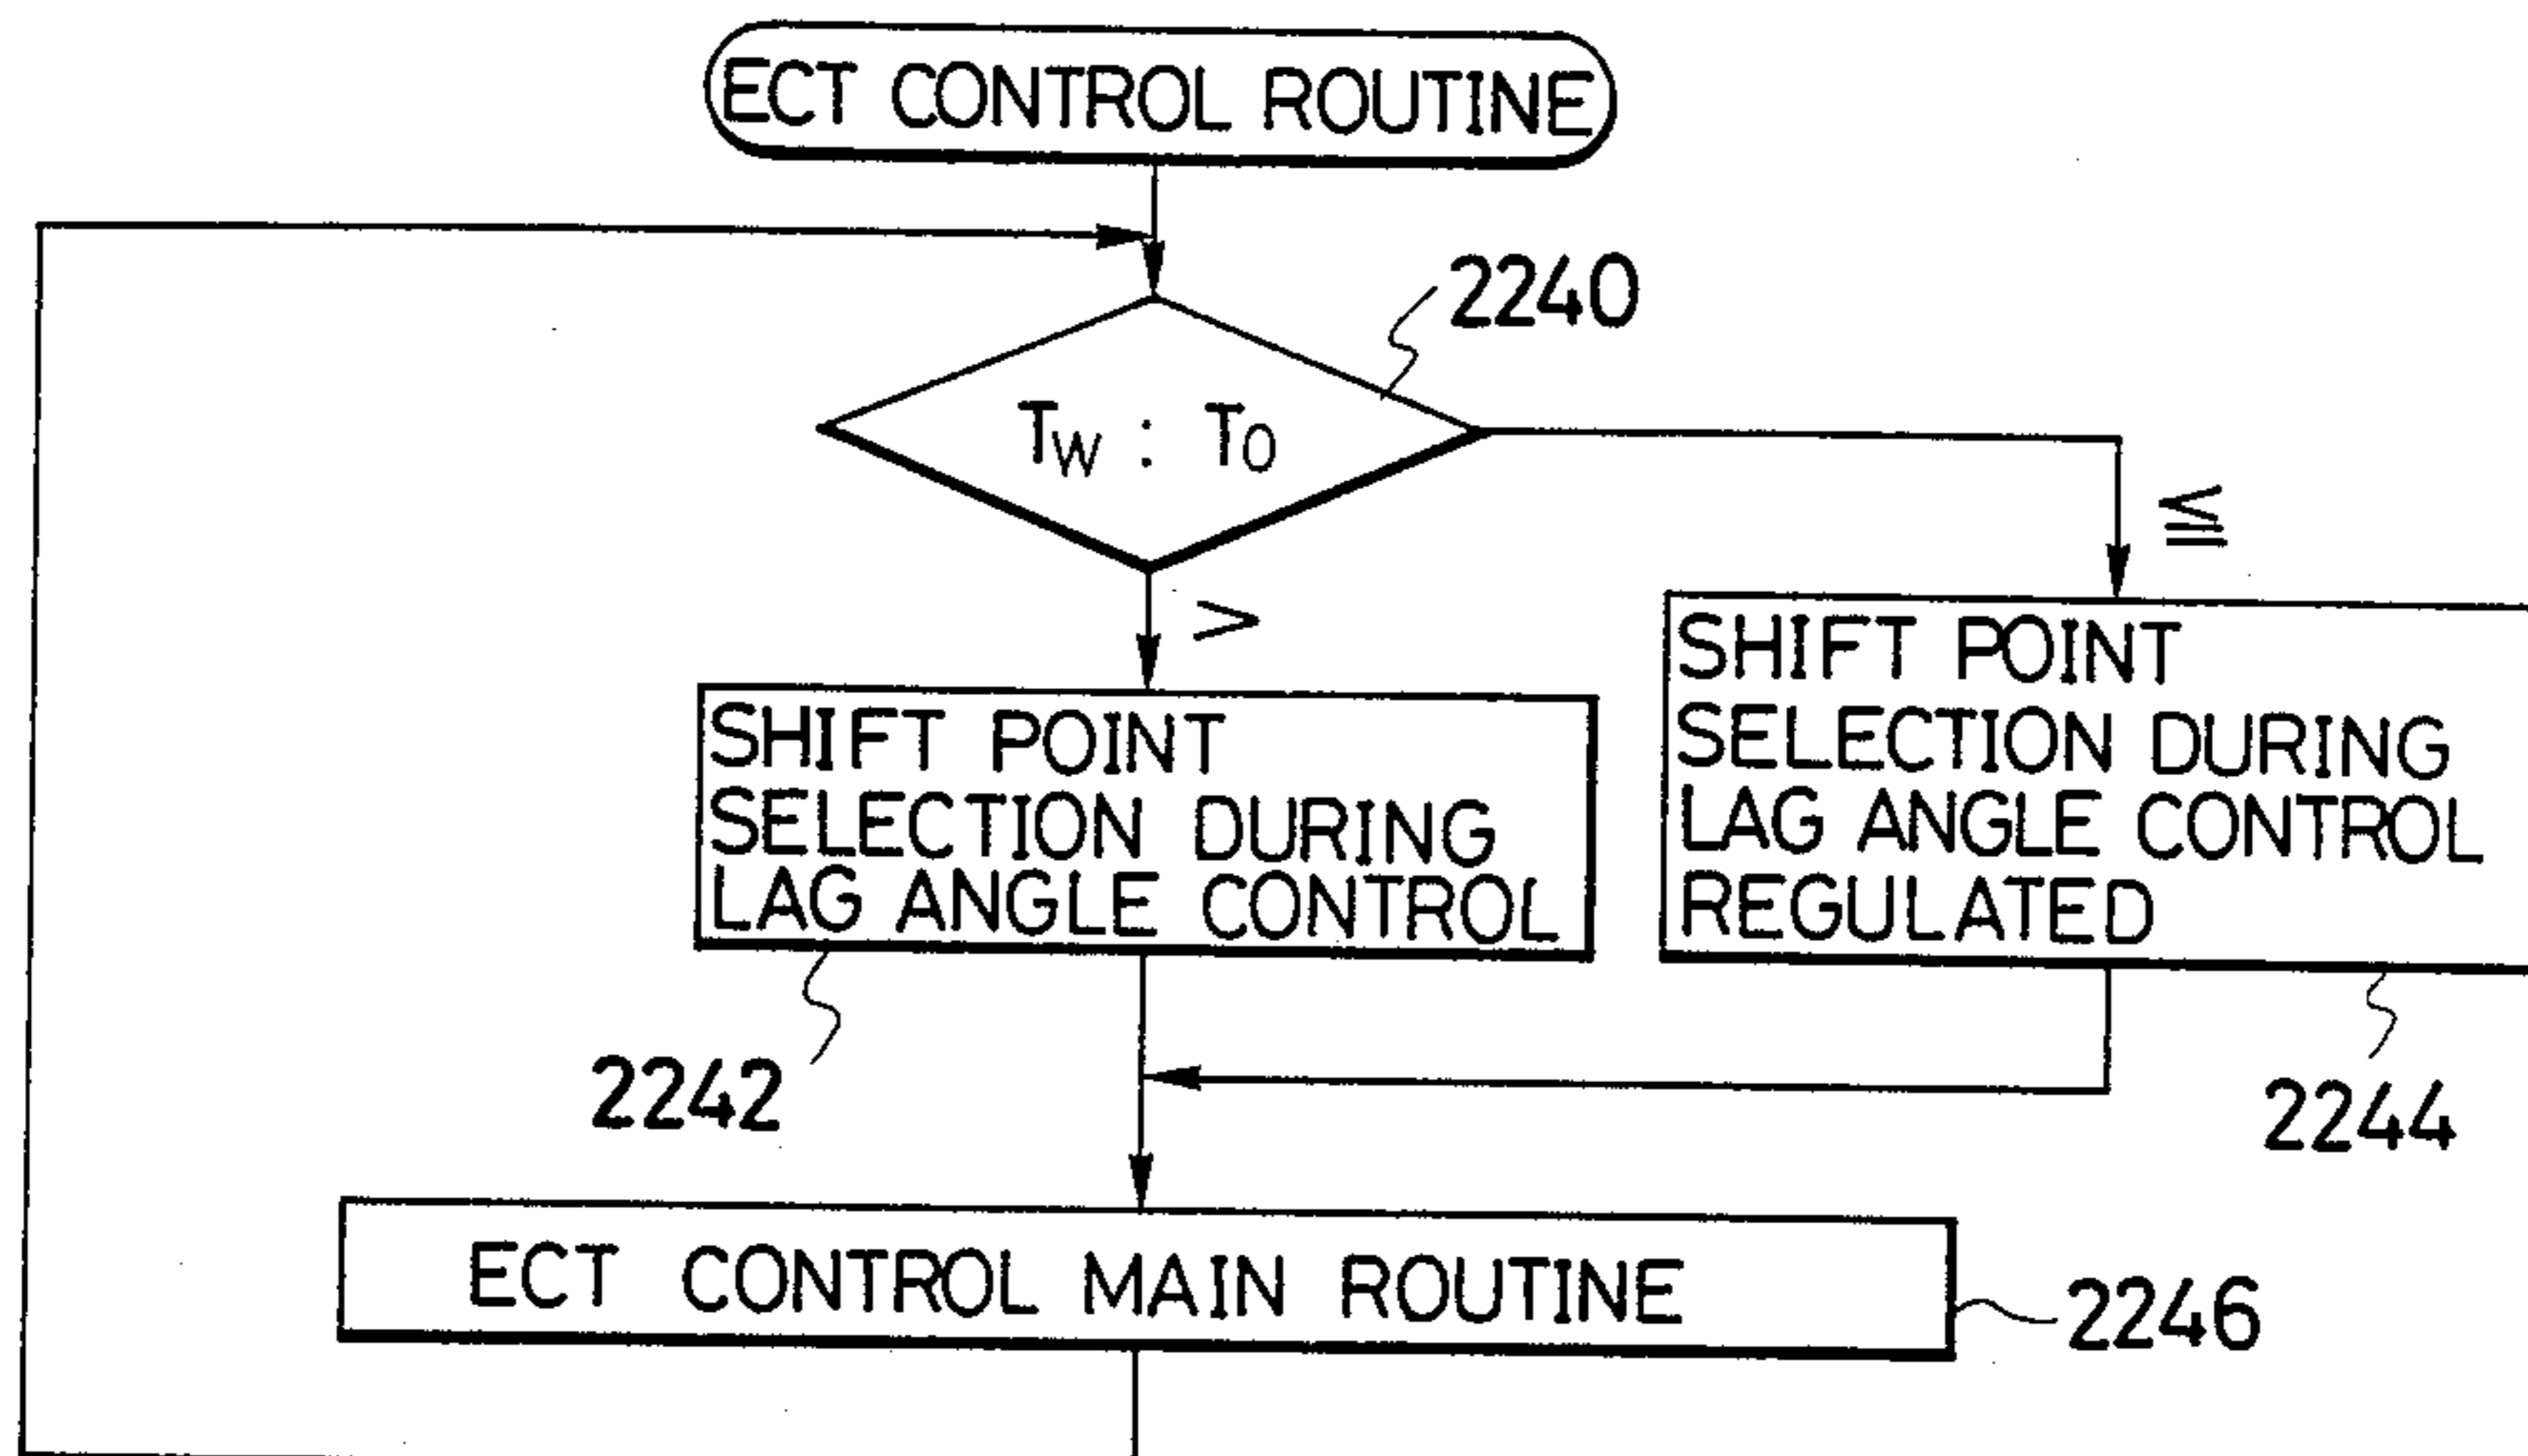 ECT CONTROL ROUTINE
2240
TW : TO
≦
>
SHIFT POINT
SELECTION DURING
LAG ANGLE CONTROL
2242
SHIFT POINT
SELECTION DURING
LAG ANGLE CONTROL
REGULATED
2244
ECT CONTROL MAIN ROUTINE
2246